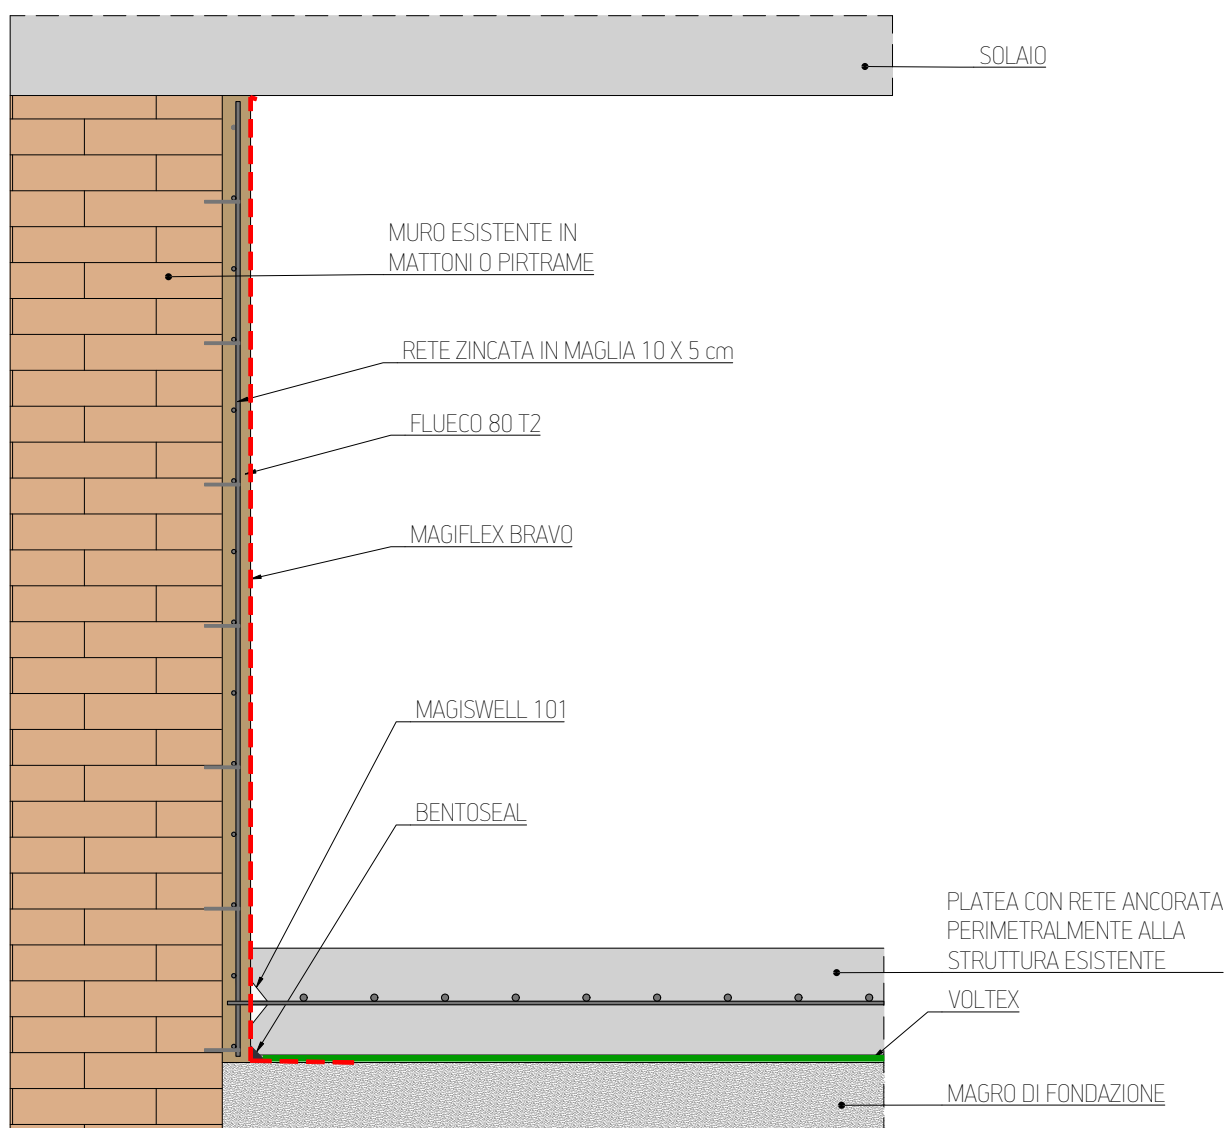 SOLAIO
MURO ESISTENTE IN
MATTONI O PIRTRAME
RETE ZINCATA IN MAGLIA 10 X 5 cm
FLUECO 80 T2
MAGIFLEX BRAVO
MAGISWELL 101
BENTOSEAL
PLATEA CON RETE ANCORATA
PERIMETRALMENTE ALLA
STRUTTURA ESISTENTE
VOLTEX
MAGRO DI FONDAZIONE